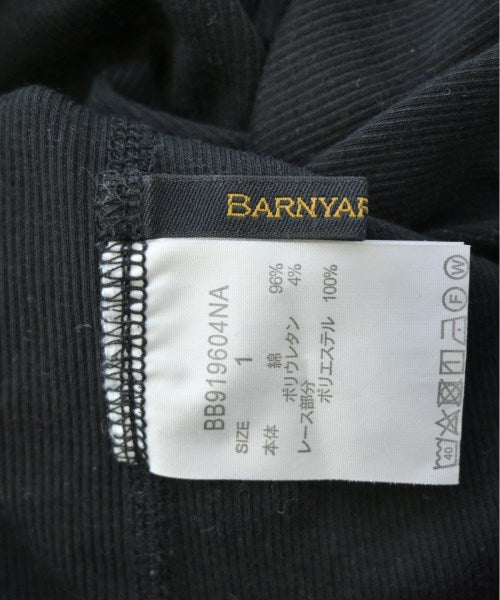 BARNYAR
BB919604NA
SIZE 1
本体 綿 96%
ポリウレタン 4%
レース部分
ポリエステル 100%
40
F
W